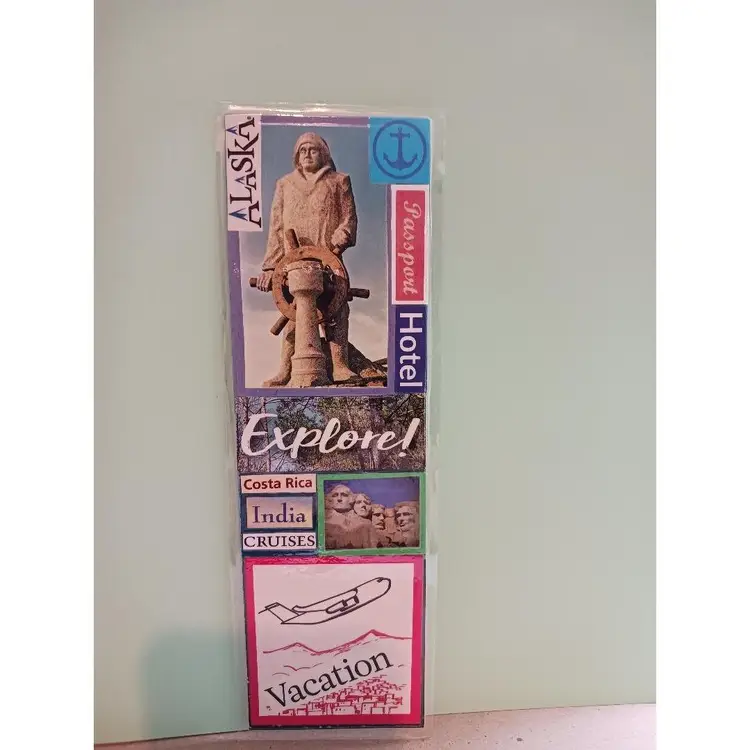 ALASKA
Passport
Hotel
Explore!
Costa Rica
India
CRUISES
Vacation